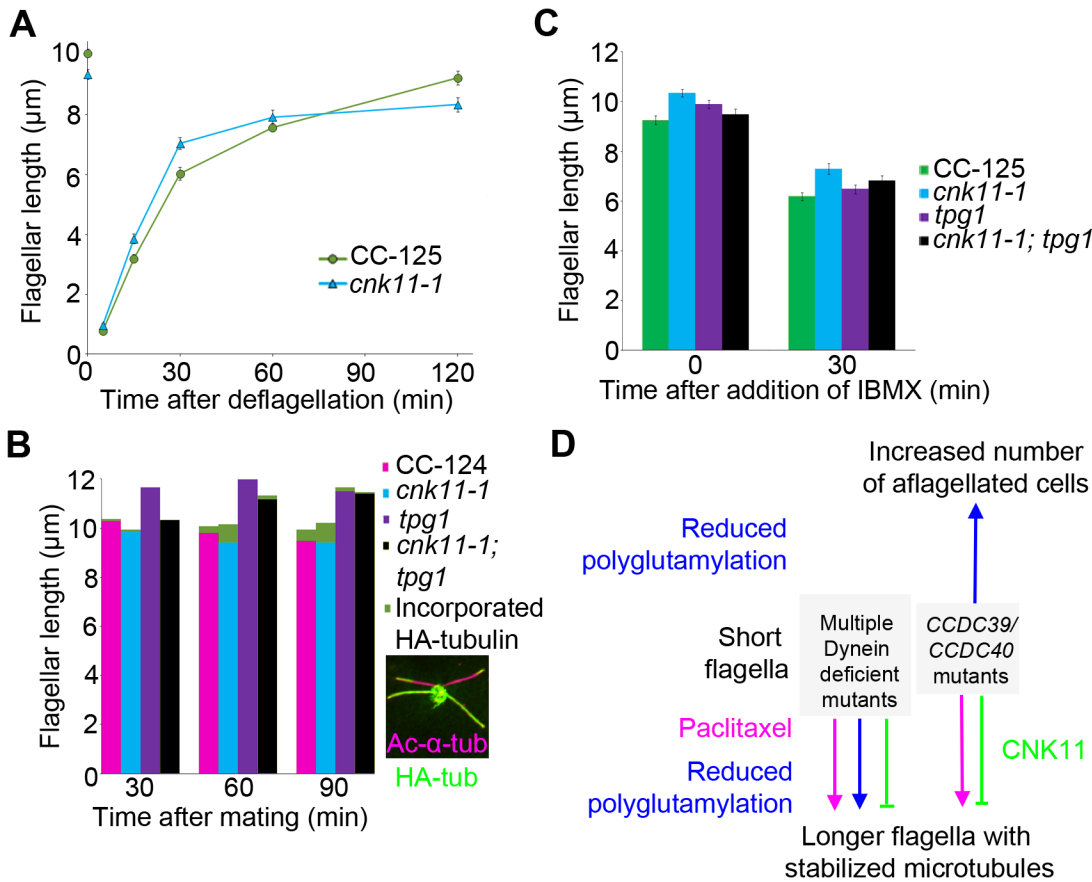 A
Flagellar length (μm)
10
8
6
4
2
0
0
30
60
90
120
Time after deflagellation (min)
CC-125
cnk11-1
B
Flagellar length (μm)
12
10
8
6
4
2
0
30
60
90
Time after mating (min)
CC-124
cnk11-1
tpg1
cnk11-1;
tpg1
Incorporated
HA-tubulin
Ac-α-tub
HA-tub
C
Flagellar length (μm)
12
10
8
6
4
2
0
0
30
Time after addition of IBMX (min)
CC-125
cnk11-1
tpg1
cnk11-1; tpg1
D
Increased number
of aflagellated cells
Reduced
polyglutamylation
Short
flagella
Multiple
Dynein
deficient
mutants
CCDC39/
CCDC40
mutants
Paclitaxel
Reduced
polyglutamylation
CNK11
Longer flagella with
stabilized microtubules